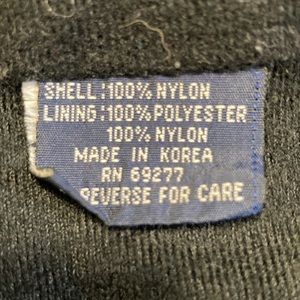 SHELL:100% NYLON
LINING:100% POLYESTER
100% NYLON
MADE IN KOREA
RN 69277
REVERSE FOR CARE